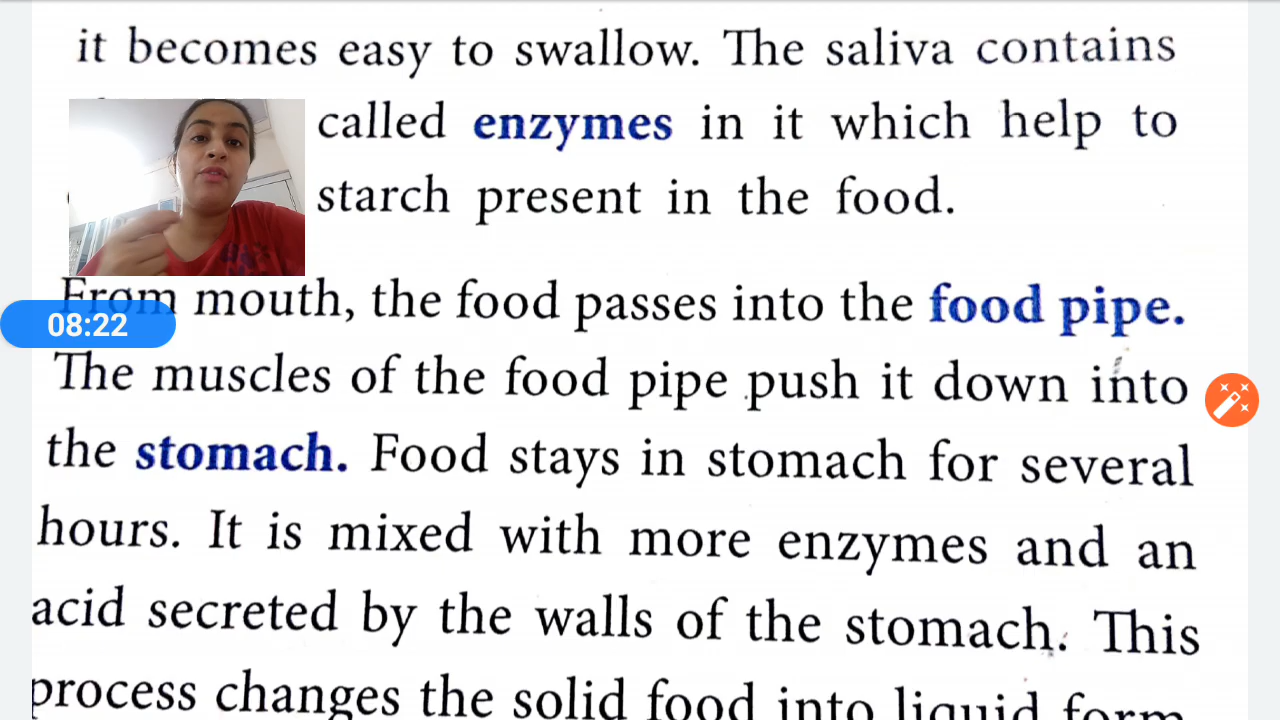 it becomes easy to swallow. The saliva contains
called enzymes in it which help to
starch present in the food.
From mouth, the food passes into the food pipe.
08:22
The muscles of the food pipe push it down into
the stomach. Food stays in stomach for several
hours. It is mixed with more enzymes and an
acid secreted by the walls of the stomach. This
process changes the solid food into liquid form